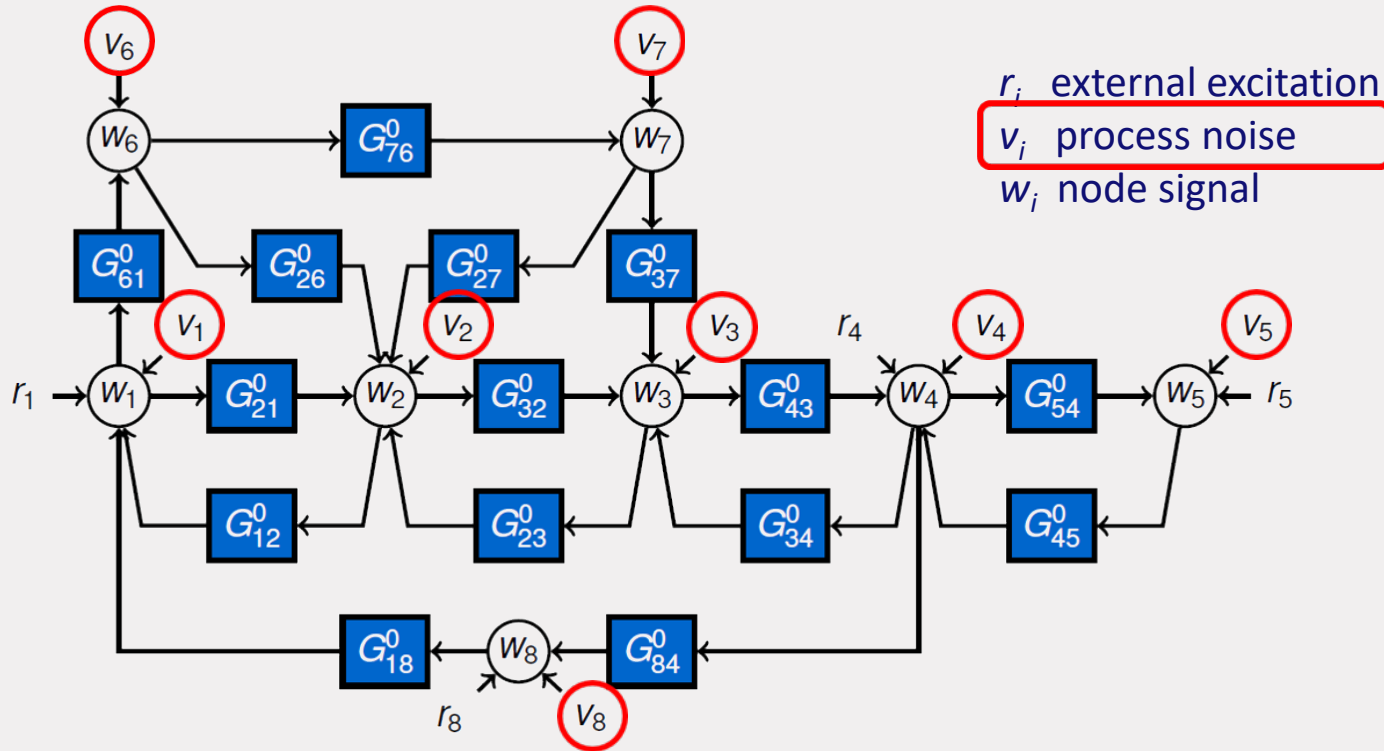 v₆ v₇
rᵢ external excitation
w₆ G⁰₇₆ w₇
vᵢ process noise
wᵢ node signal
G⁰₆₁ G⁰₂₆ G⁰₂₇ G⁰₃₇
v₁ v₂ v₃ r₄ v₄ v₅
r₁ w₁ G⁰₂₁ w₂ G⁰₃₂ w₃ G⁰₄₃ w₄ G⁰₅₄ w₅ r₅
G⁰₁₂ G⁰₂₃ G⁰₃₄ G⁰₄₅
G⁰₁₈ w₈ G⁰₈₄
r₈ v₈